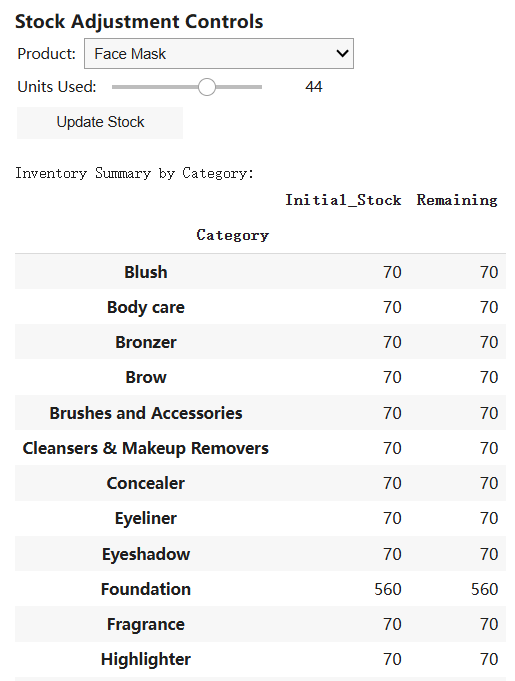 Stock Adjustment Controls
Product: Face Mask
Units Used: 44
Update Stock
Inventory Summary by Category:
Initial_Stock Remaining
Category
Blush 70 70
Body care 70 70
Bronzer 70 70
Brow 70 70
Brushes and Accessories 70 70
Cleansers & Makeup Removers 70 70
Concealer 70 70
Eyeliner 70 70
Eyeshadow 70 70
Foundation 560 560
Fragrance 70 70
Highlighter 70 70